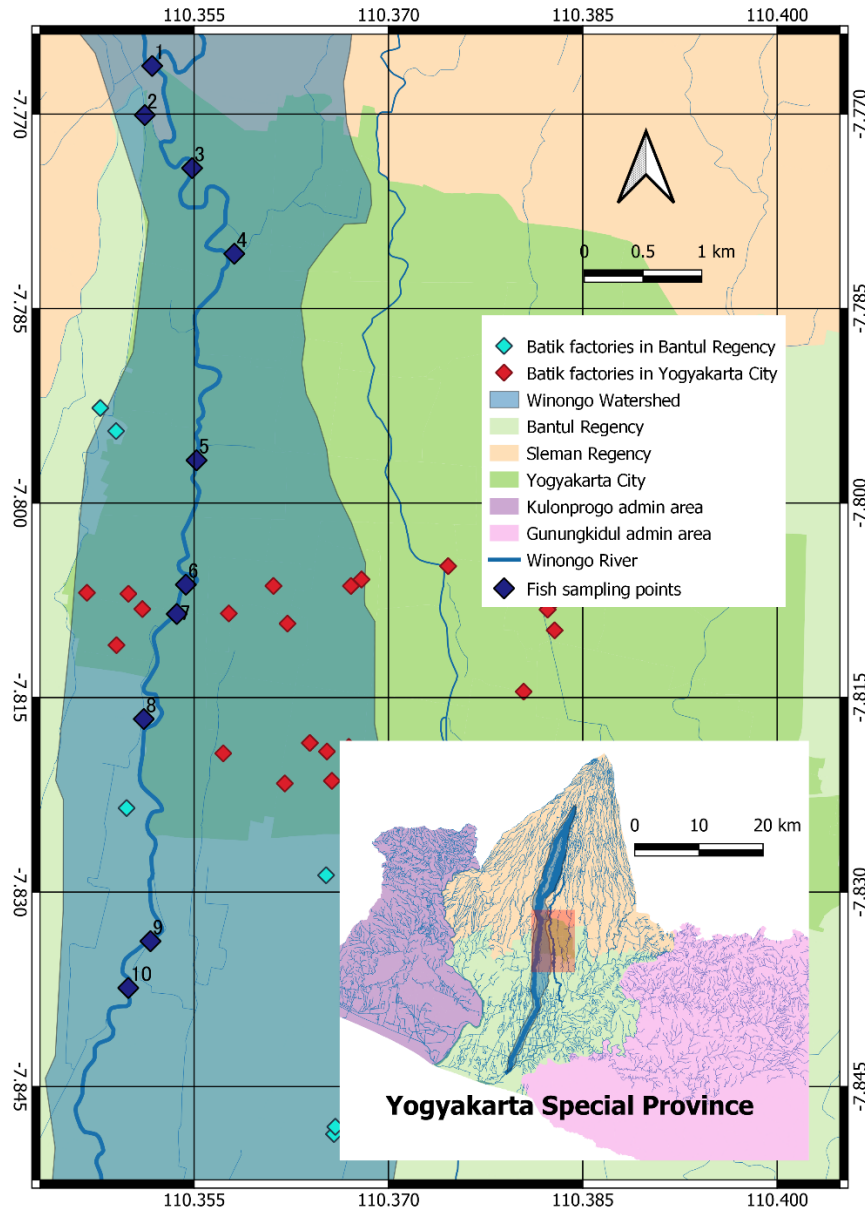 110.355 110.370 110.385 110.400
-7.770
-7.785
-7.800
-7.815
-7.830
-7.845
-7.770
-7.785
-7.800
-7.815
-7.830
-7.845
1
2
3
4
5
6
7
8
9
10
0 0.5 1 km
Batik factories in Bantul Regency
Batik factories in Yogyakarta City
Winongo Watershed
Bantul Regency
Sleman Regency
Yogyakarta City
Kulonprogo admin area
Gunungkidul admin area
Winongo River
Fish sampling points
0 10 20 km
Yogyakarta Special Province
110.355 110.370 110.385 110.400